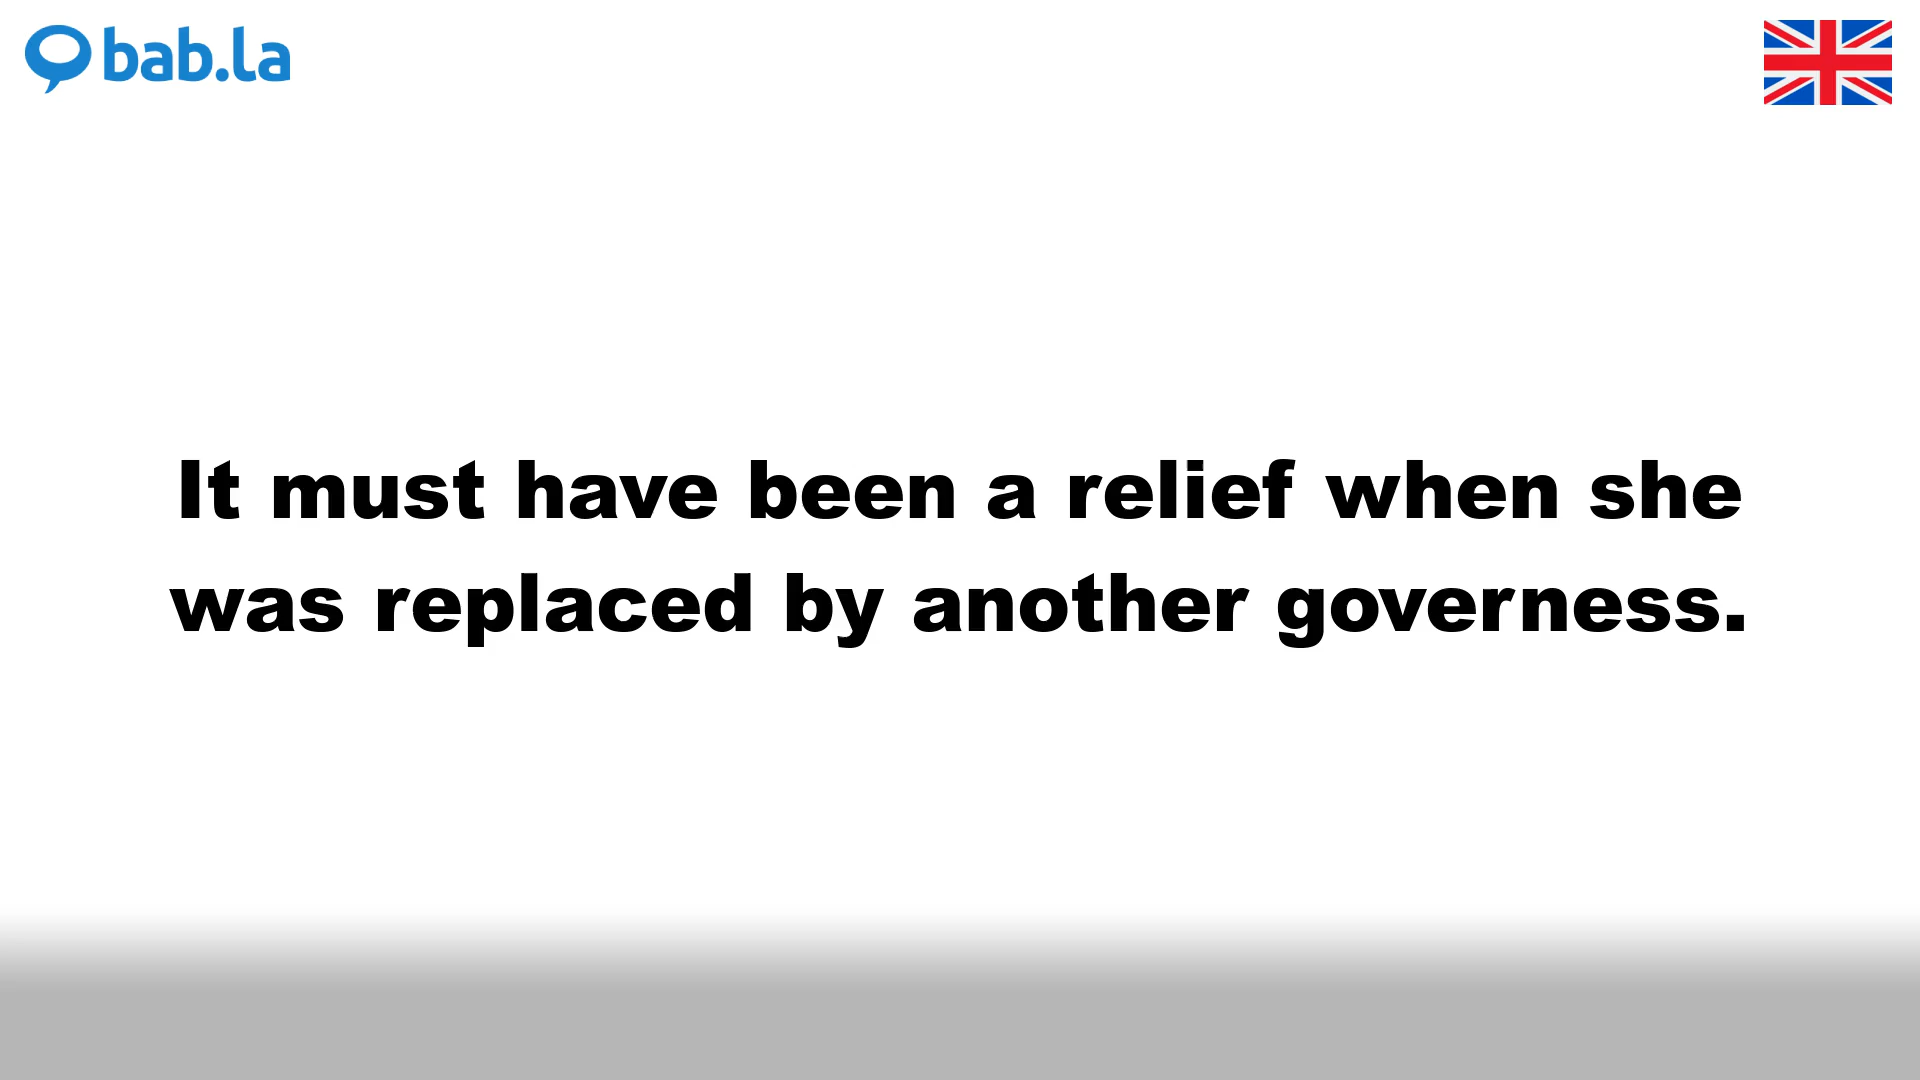 bab.la
It must have been a relief when she
was replaced by another governess.